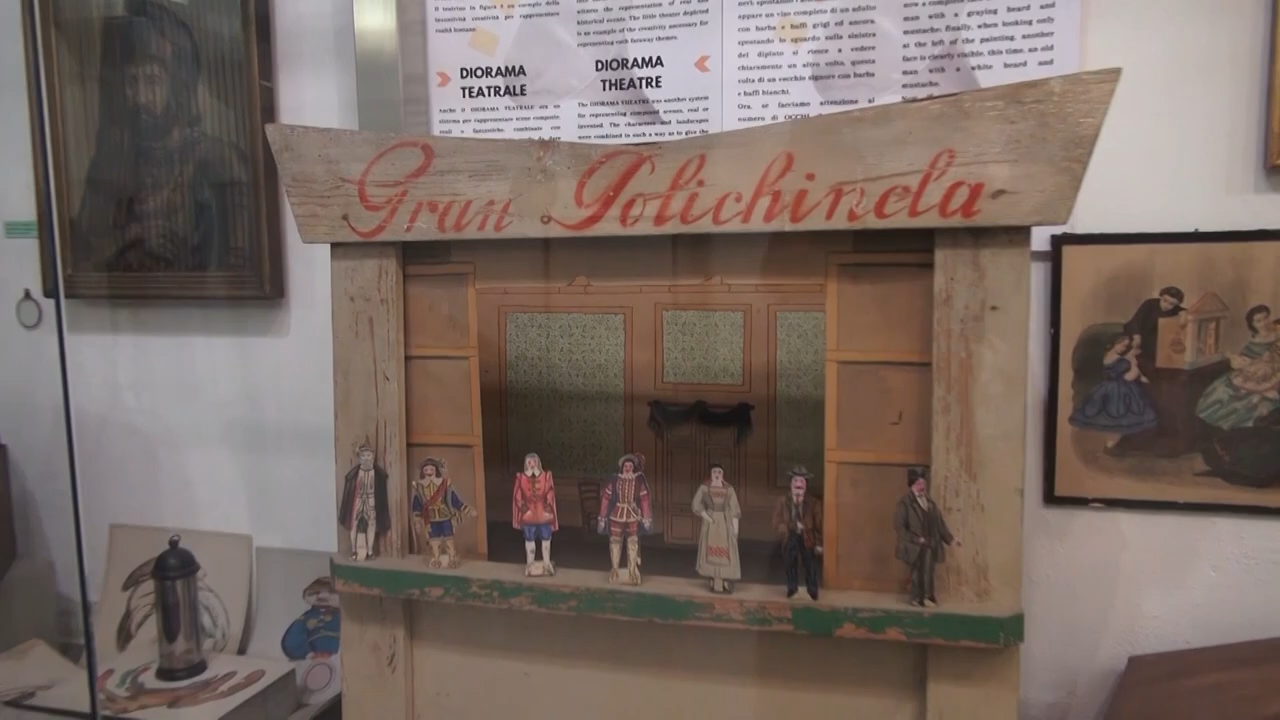 Il teatrino in figura è un esempio della
inventività creativa per rappresentare
realtà lontane.
witness the representation of real and
historical events. The little theater depicted
is an example of the creativity necessary for
representing such faraway themes.
DIORAMA
TEATRALE
Anche il DIORAMA TEATRALE era un
sistema per rappresentare scene composite,
reali e fantastiche, combinate con
DIORAMA
THEATRE
The DIORAMA THEATRE was another system
for representing composed scenes, real or
invented. The characters and landscapes
were combined in such a way as to give the
appare un viso completo di un adulto
con barba e baffi grigi ed ancora,
spostando lo sguardo sulla sinistra
del dipinto si riesce a vedere
chiaramente un altro volto, questa
volta di un vecchio signore con barba
e baffi bianchi.
Ora, se facciamo attenzione al
numero di OCCHI
man with a graying beard and
mustache; finally, when looking only
at the left of the painting, another
face is clearly visible, this time, an old
man with a white beard and
mustache.
Gran Polichinela